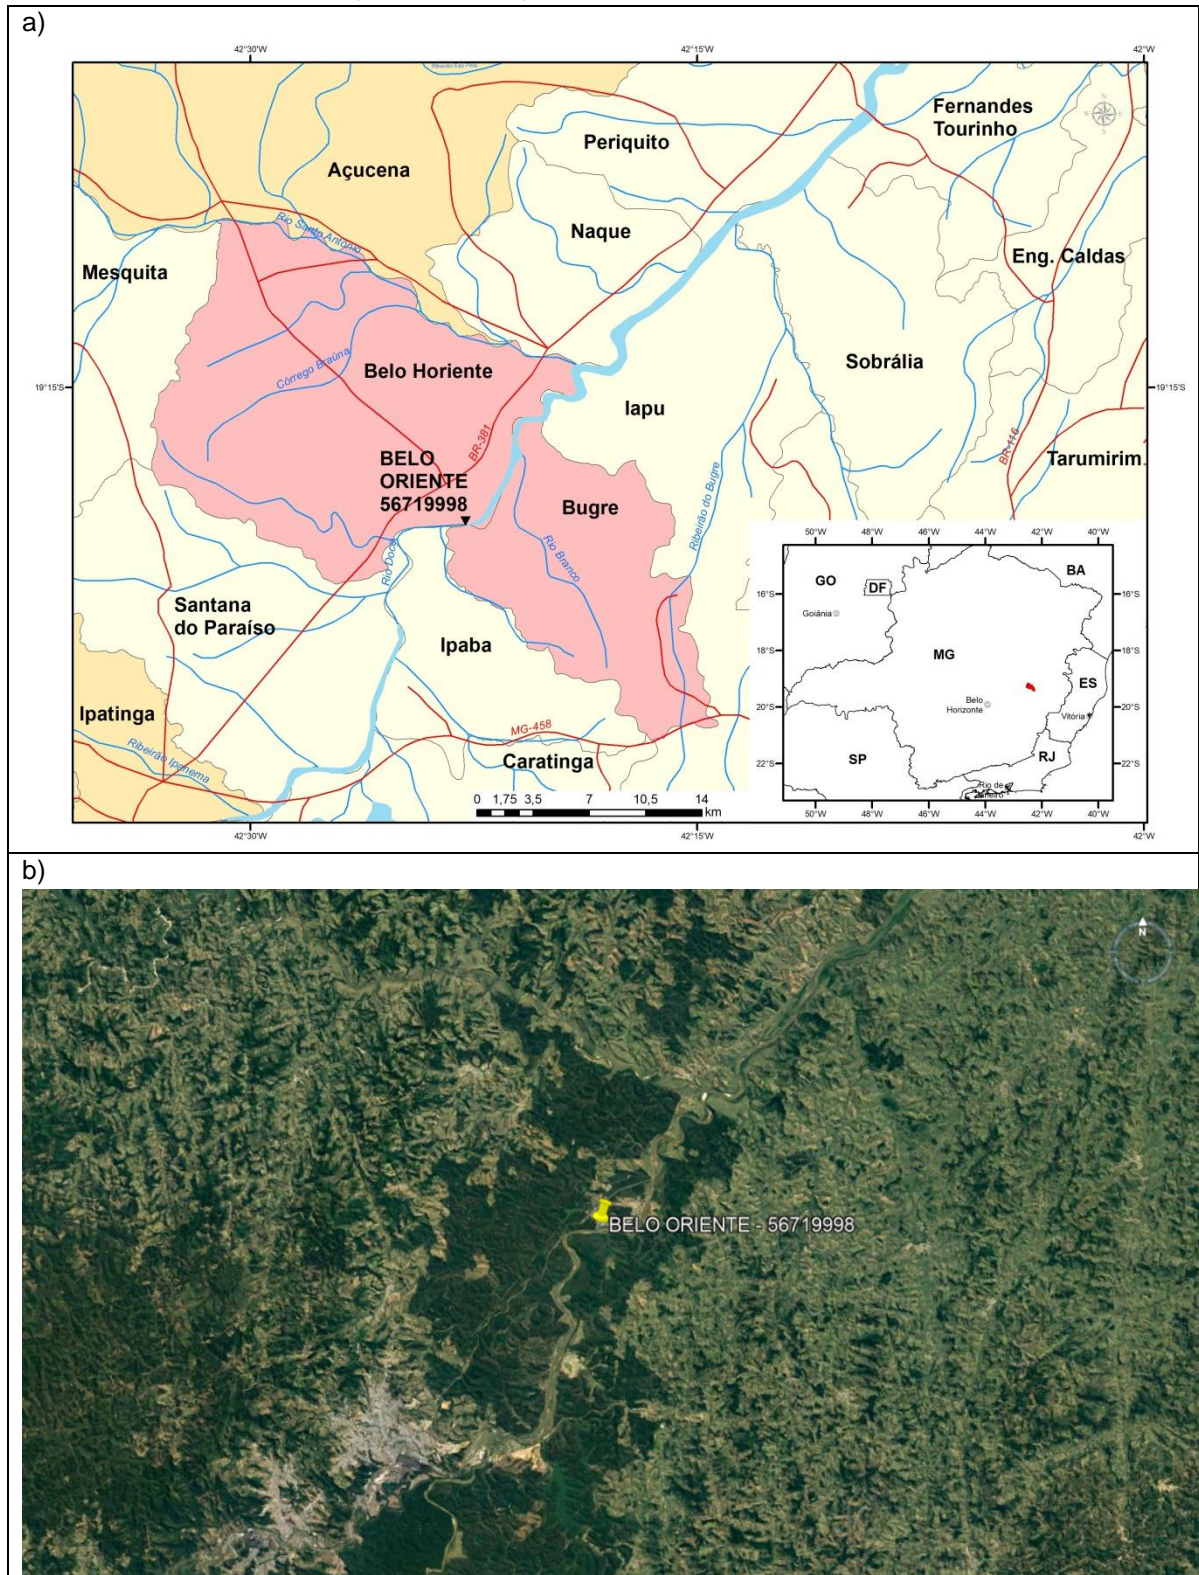 a)
42°30'W
42°15'W
42°W
Fernandes
Tourinho
N
W
E
S
Periquito
Açucena
Rio Santo Antônio
Naque
Mesquita
Eng. Caldas
Córrego Braúna
Belo Horiente
Sobrália
19°15'S
19°15'S
Iapu
BR-381
BR-116
BELO
ORIENTE
56719998
Tarumirim
Bugre
Ribeirão do Bugre
Rio Doce
Rio Branco
Santana
do Paraíso
Ipaba
Ipatinga
Ribeirão Ipanema
MG-458
Caratinga
0 1,75 3,5 7 10,5 14
km
50°W 48°W 46°W 44°W 42°W 40°W
GO
DF
BA
16°S
16°S
Goiânia
18°S
18°S
MG
ES
Belo
Horizonte
Vitória
20°S
20°S
SP
RJ
22°S
22°S
Rio de
Janeiro
50°W 48°W 46°W 44°W 42°W 40°W
42°30'W
42°15'W
42°W
b)
N
BELO ORIENTE - 56719998